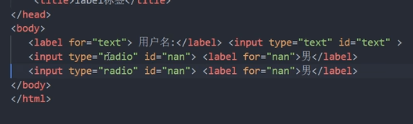 <title>label标签</title>
</head>
<body>
<label for="text"> 用户名:</label> <input type="text" id="text" >
<input type="radio" id="nan"> <label for="nan">男</label>
<input type="radio" id="nan"> <label for="nan">男</label>
</body>
</html>